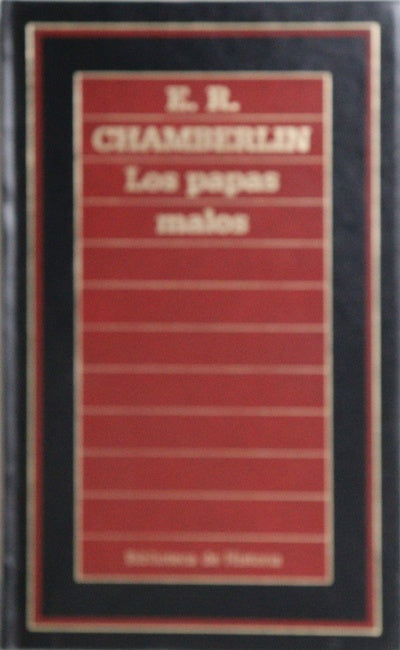 E. R.
CHAMBERLIN
Los papas
malos
Biblioteca de Historia